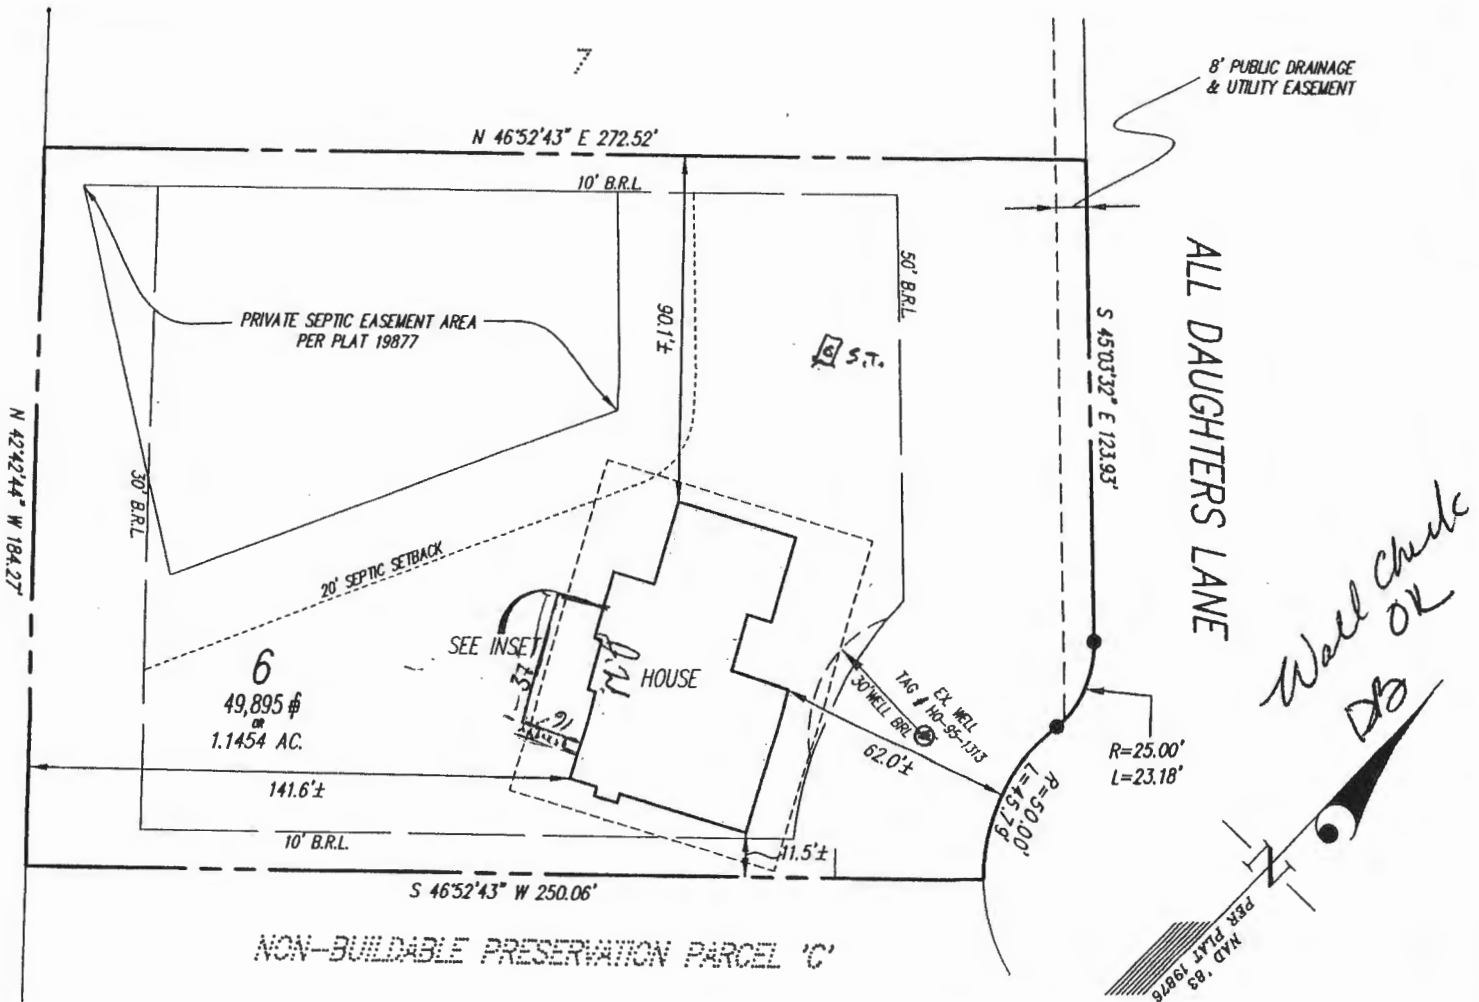 7
8' PUBLIC DRAINAGE
& UTILITY EASEMENT
N 46°52'43" E 272.52'
10' B.R.L.
50' B.R.L.
PRIVATE SEPTIC EASEMENT AREA
PER PLAT 19877
90.1'±
S.T.
ALL DAUGHTERS LANE
S 45°03'32" E 123.93'
N 42°42'44" W 184.27'
30' B.R.L.
20' SEPTIC SETBACK
Wall Check
OK
DB
SEE INSET
37
16
D.W.
HOUSE
6
49,895 ⏍
OR
1.1454 AC.
EX. WELL
TAG # HO-95-1313
30' WELL BRL
62.0'±
R=25.00'
L=23.18'
R=50.00'
L=45.79'
141.6'±
10' B.R.L.
11.5'±
S 46°52'43" W 250.06'
NON-BUILDABLE PRESERVATION PARCEL 'C'
N
NAD '83
PER PLAT 19876